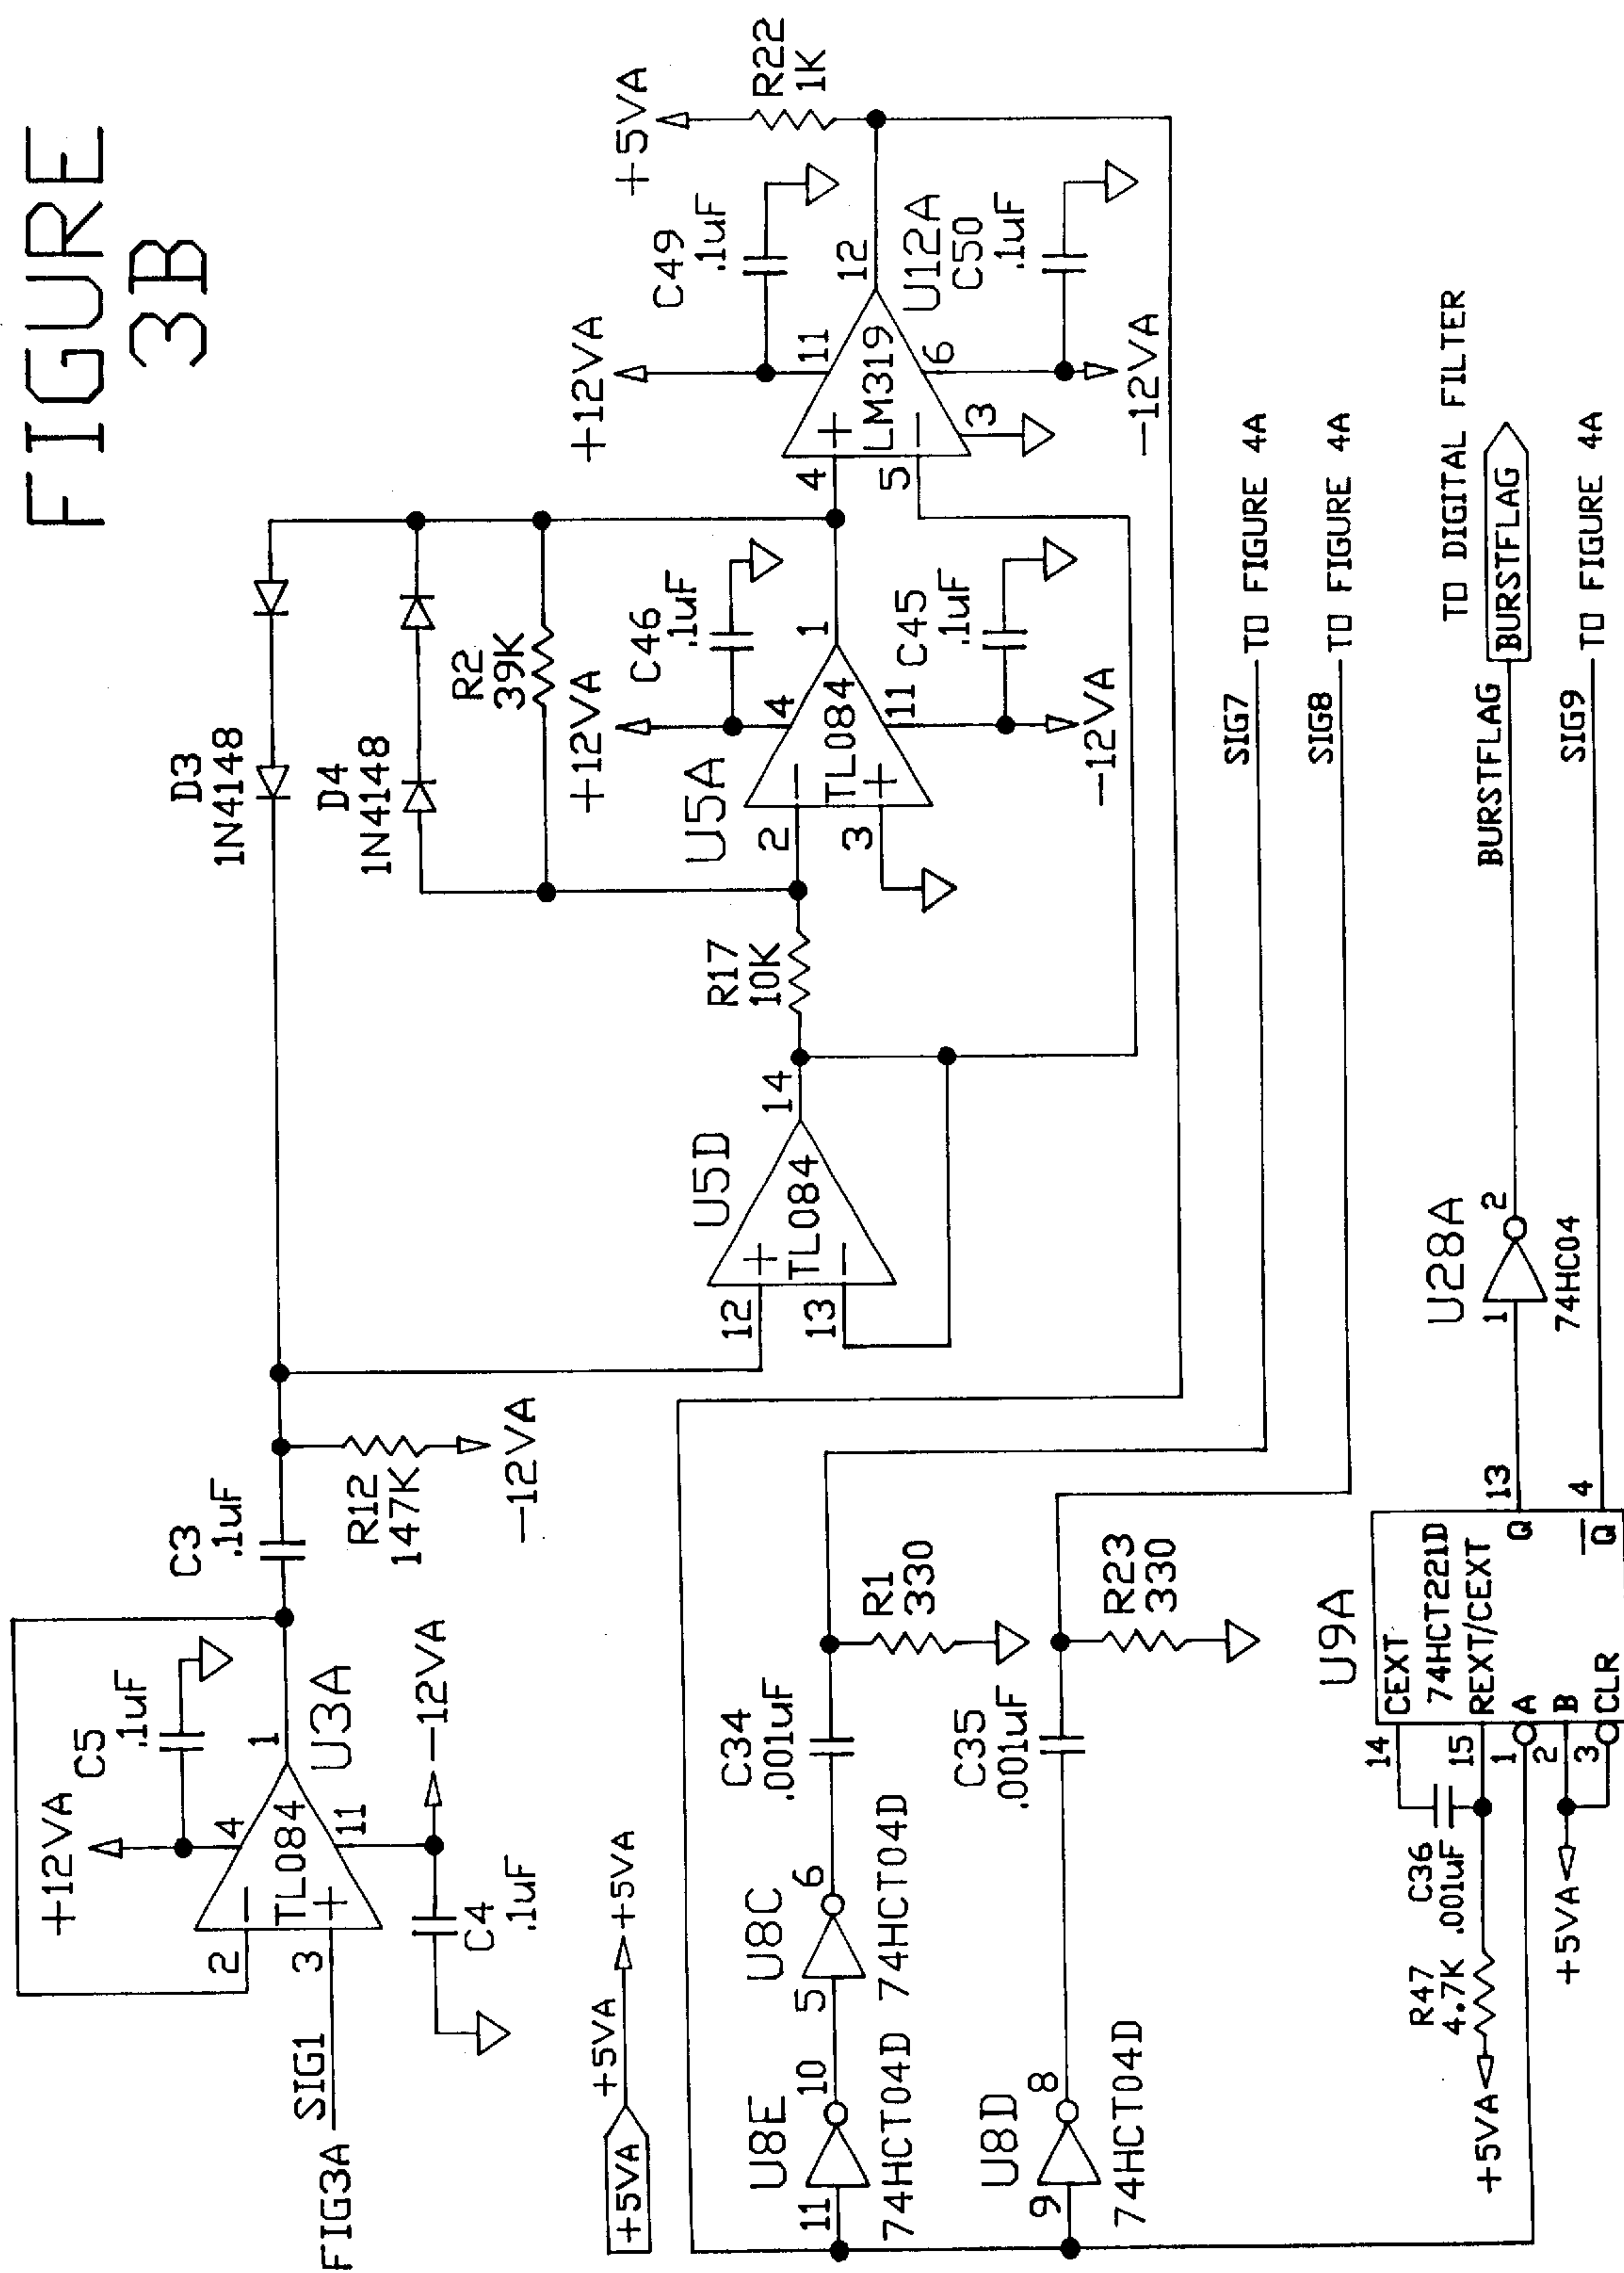 FIGURE
3B
+12VA
C5
.1uF
4
2
TL084
3
11
1
U3A
FIG3A
SIG1
C4
.1uF
-12VA
C3
.1uF
R12
147K
-12VA
D3
1N4148
D4
1N4148
R2
39K
+12VA
C46
.1uF
U5A
4
2
TL084
3
11
1
C45
.1uF
-12VA
R17
10K
U5D
12
TL084
13
14
+12VA
C49
.1uF
11
4
LM319
5
3
6
12
U12A
C50
.1uF
-12VA
+5VA
R22
1K
+5VA
+5VA
+5VA
U8E
11
10
74HCT04D
U8C
5
6
74HCT04D
C34
.001uF
R1
330
SIG7
TO FIGURE 4A
U8D
9
8
74HCT04D
C35
.001uF
R23
330
SIG8
TO FIGURE 4A
U9A
14
CEXT
74HCT221D
15
REXT/CEXT
1
A
2
B
3
CLR
Q
13
Q
4
C36
.001uF
R47
4.7K
+5VA
+5VA
U28A
1
2
74HC04
BURSTFLAG
BURSTFLAG
TO DIGITAL FILTER
SIG9
TO FIGURE 4A